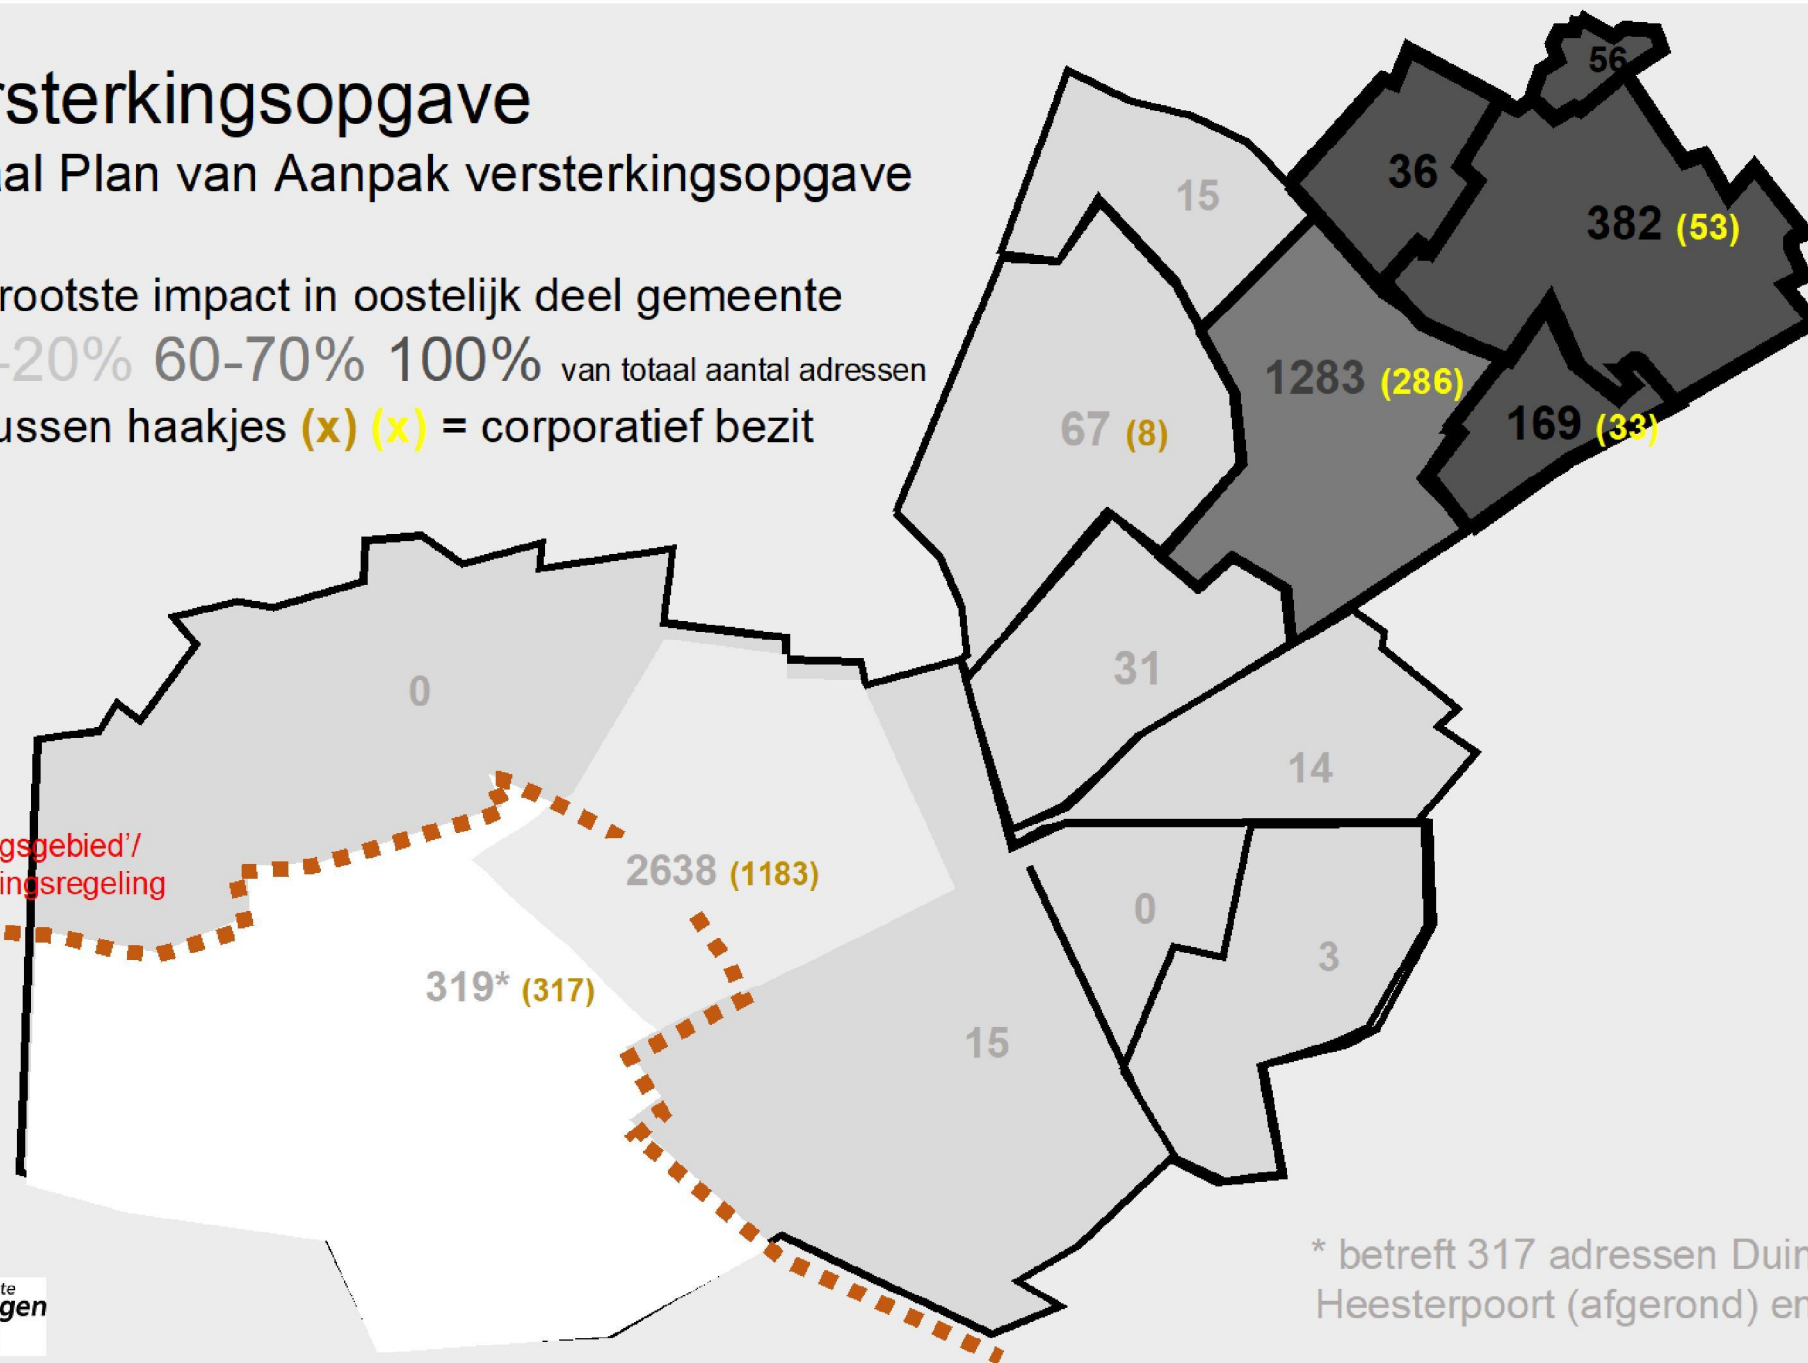 rsterkingsopgave
aal Plan van Aanpak versterkingsopgave
rootste impact in oostelijk deel gemeente
-20% 60-70% 100% van totaal aantal adressen
ussen haakjes (x) (x) = corporatief bezit
56
36
15
382 (53)
1283 (286)
67 (8)
169 (33)
31
0
14
gsgebied'/
ingsregeling
2638 (1183)
0
3
319* (317)
15
* betreft 317 adressen Duin
Heesterpoort (afgerond) en
te
gen